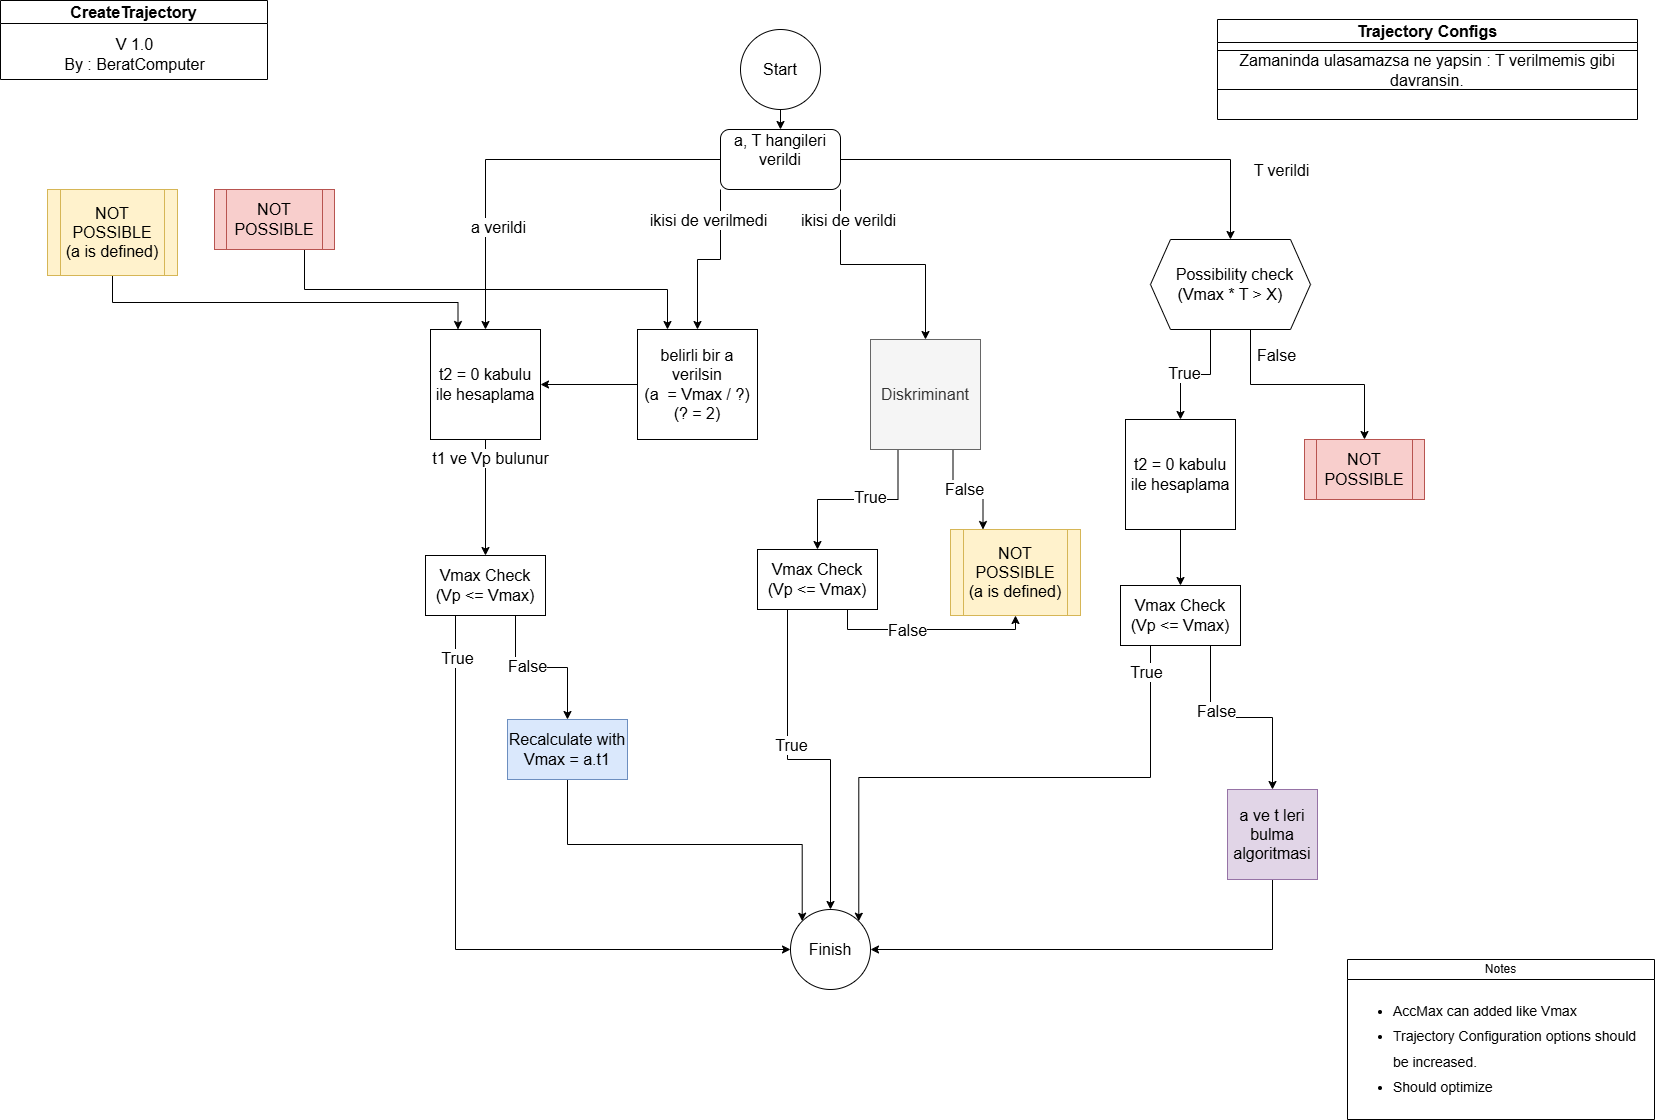 CreateTrajectory
V 1.0
By : BeratComputer
Trajectory Configs
Zamaninda ulasamazsa ne yapsin : T verilmemis gibi
davransin.
Start
a, T hangileri
verildi
T verildi
a verildi
ikisi de verilmedi
ikisi de verildi
NOT
POSSIBLE
(a is defined)
NOT
POSSIBLE
Possibility check
(Vmax * T > X)
True
False
t2 = 0 kabulu
ile hesaplama
belirli bir a
verilsin
(a  = Vmax / ?)
(? = 2)
Diskriminant
t1 ve Vp bulunur
t2 = 0 kabulu
ile hesaplama
NOT
POSSIBLE
True
False
NOT
POSSIBLE
(a is defined)
Vmax Check
(Vp <= Vmax)
Vmax Check
(Vp <= Vmax)
False
Vmax Check
(Vp <= Vmax)
True
False
True
False
Recalculate with
Vmax = a.t1
True
a ve t leri
bulma
algoritmasi
Finish
Notes
• AccMax can added like Vmax
• Trajectory Configuration options should
be increased.
• Should optimize